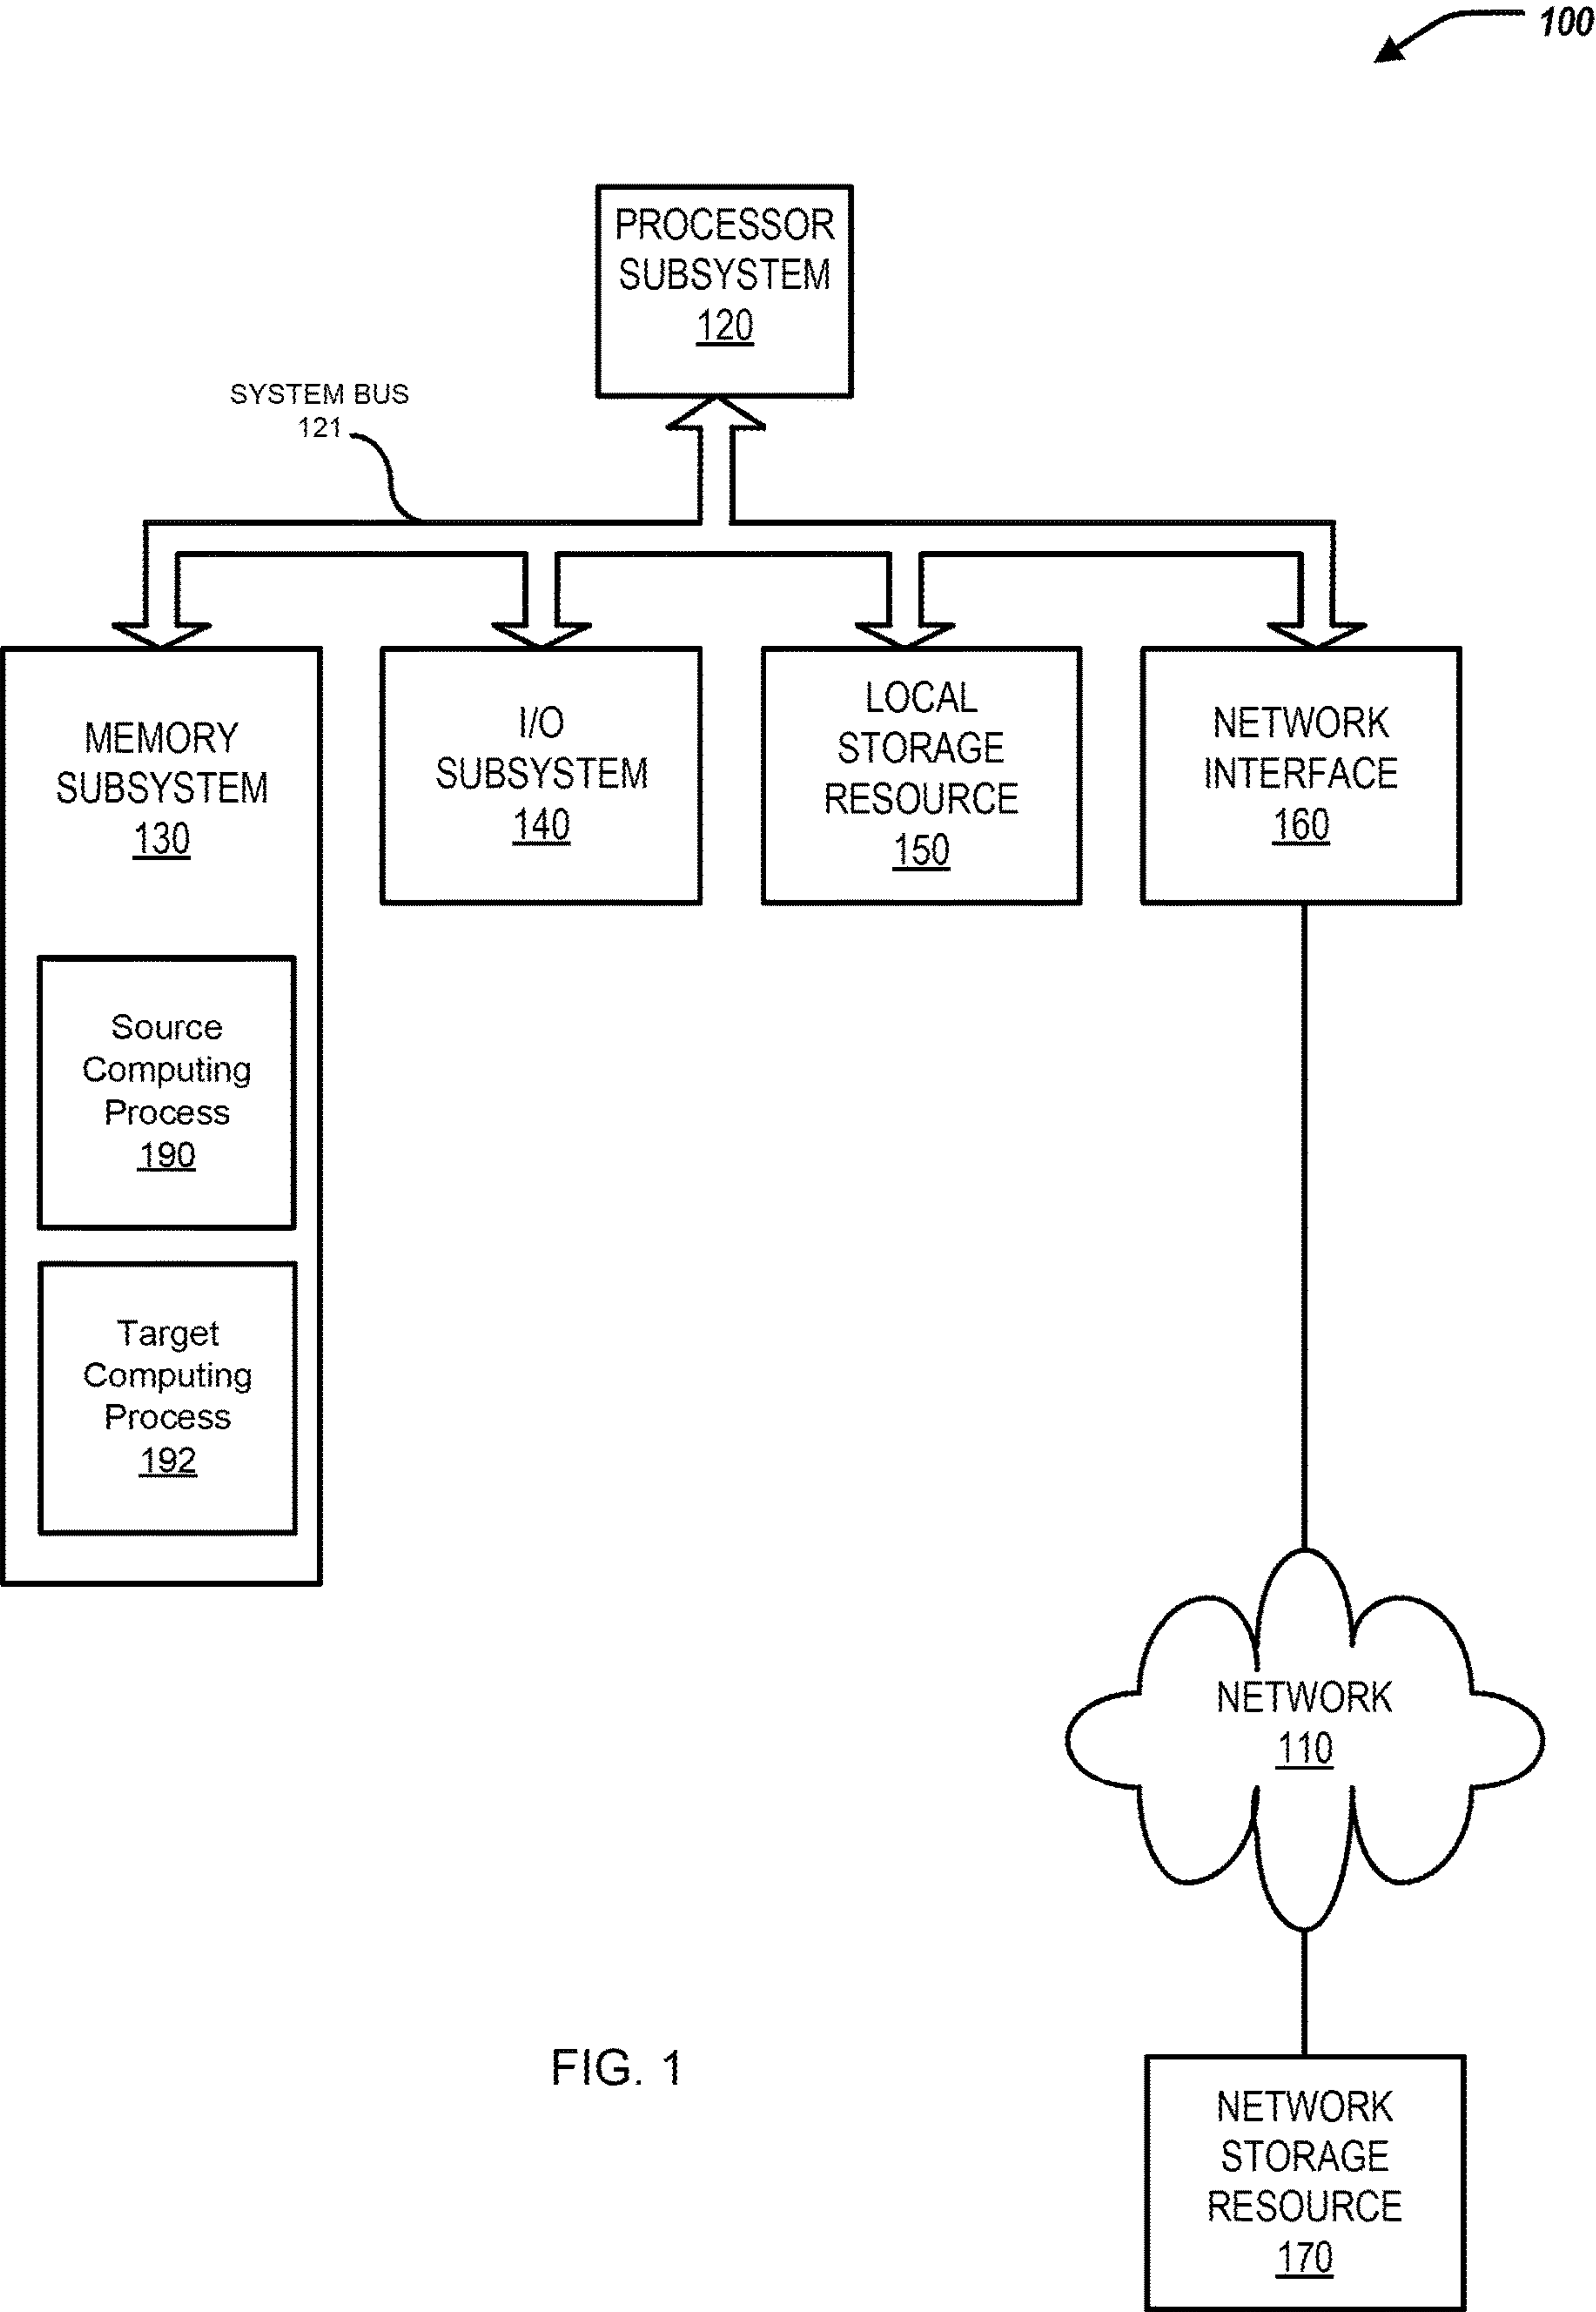 100
PROCESSOR
SUBSYSTEM
120
SYSTEM BUS
121
MEMORY
SUBSYSTEM
130
I/O
SUBSYSTEM
140
LOCAL
STORAGE
RESOURCE
150
NETWORK
INTERFACE
160
Source
Computing
Process
190
Target
Computing
Process
192
NETWORK
110
FIG. 1
NETWORK
STORAGE
RESOURCE
170